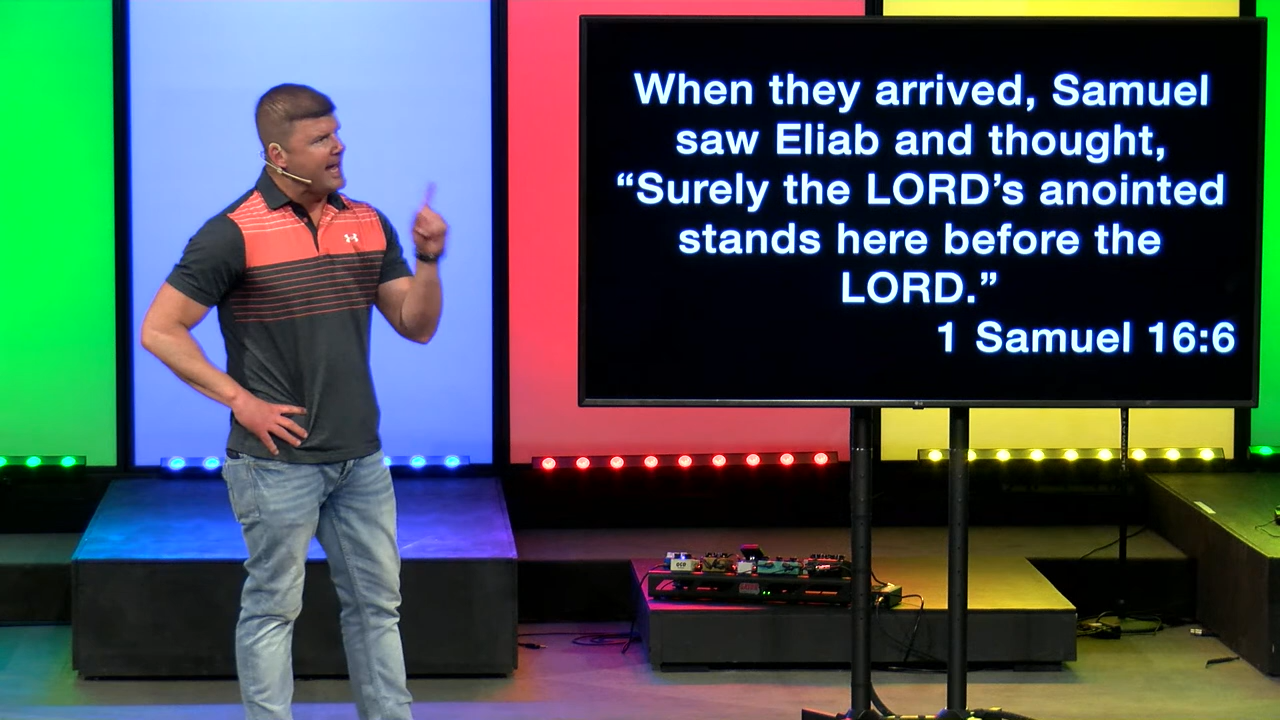 When they arrived, Samuel
saw Eliab and thought,
“Surely the LORD’s anointed
stands here before the
LORD.”
1 Samuel 16:6